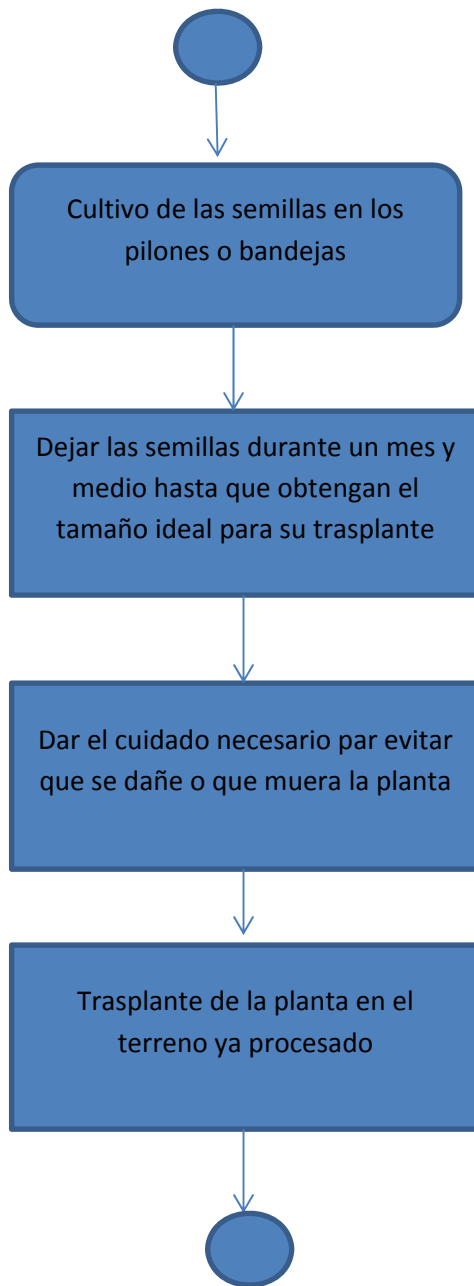 Cultivo de las semillas en los
pilones o bandejas
Dejar las semillas durante un mes y
medio hasta que obtengan el
tamaño ideal para su trasplante
Dar el cuidado necesario par evitar
que se dañe o que muera la planta
Trasplante de la planta en el
terreno ya procesado